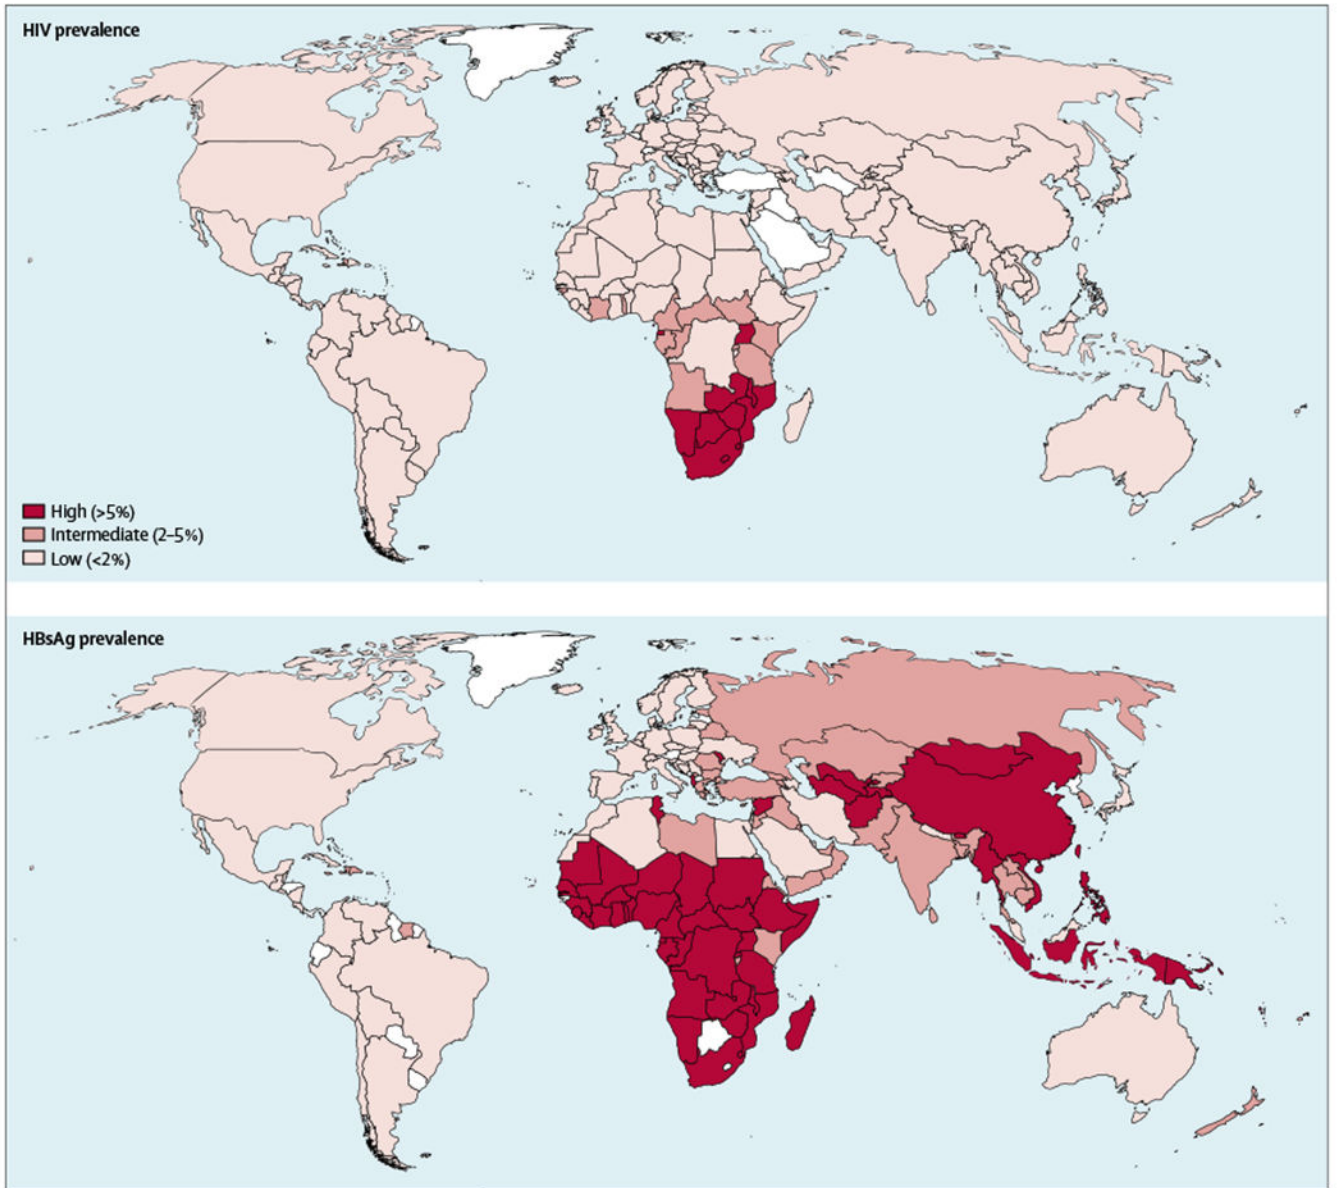 HIV prevalence
High (>5%)
Intermediate (2–5%)
Low (<2%)
HBsAg prevalence